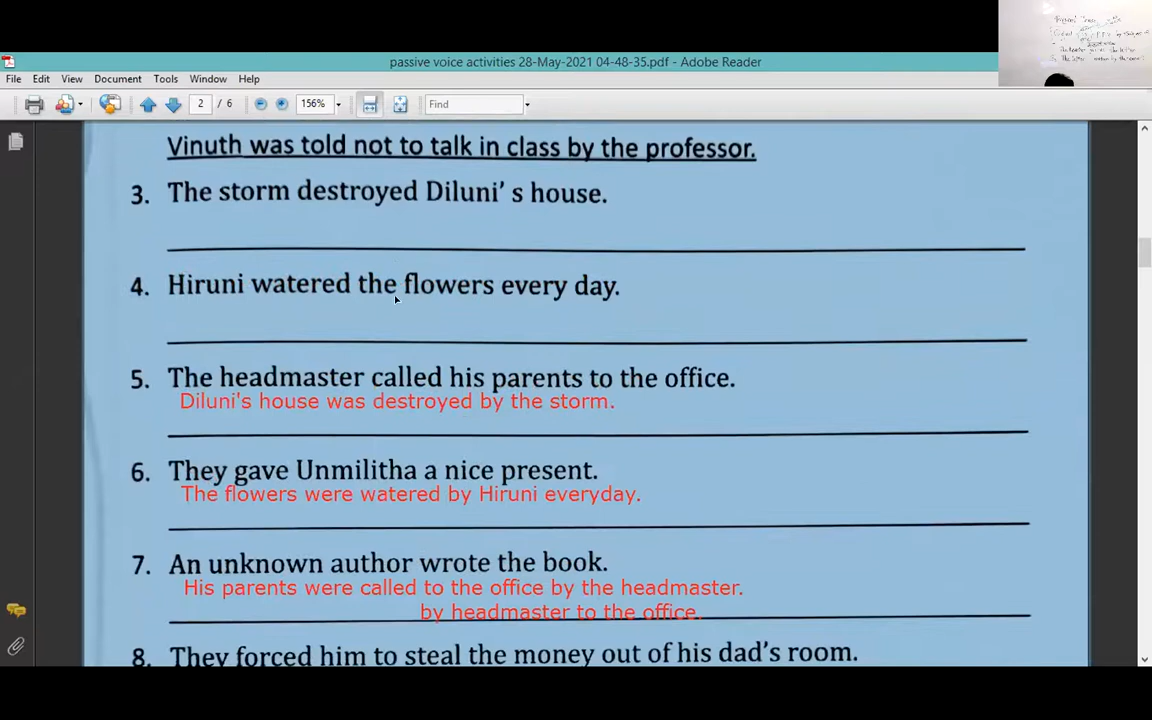 passive voice activities 28-May-2021 04-48-35.pdf - Adobe Reader
File Edit View Document Tools Window Help
2 / 6 156% Find
Vinuth was told not to talk in class by the professor.
3. The storm destroyed Diluni' s house.
4. Hiruni watered the flowers every day.
5. The headmaster called his parents to the office.
Diluni's house was destroyed by the storm.
6. They gave Unmilitha a nice present.
The flowers were watered by Hiruni everyday.
7. An unknown author wrote the book.
His parents were called to the office by the headmaster.
by headmaster to the office.
8. They forced him to steal the money out of his dad's room.